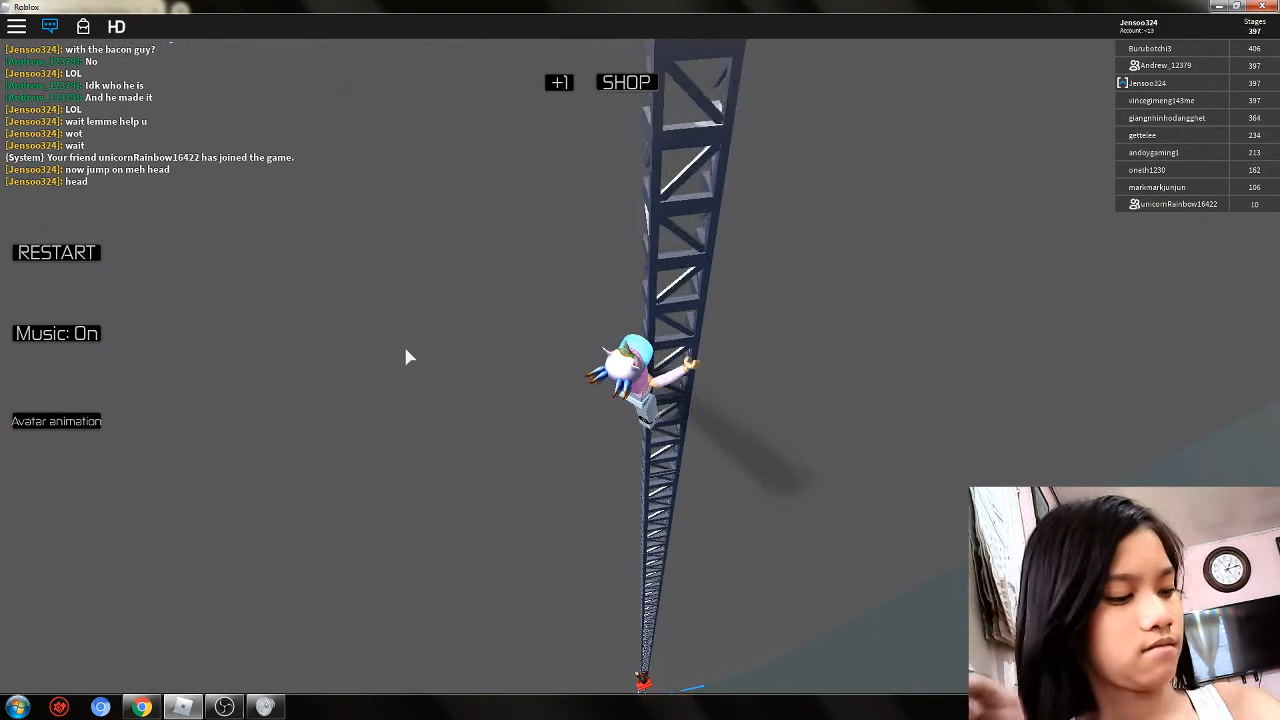 Roblox
HD
[Jensoo324]: with the bacon guy?
[Andrew_12379]: No
[Jensoo324]: LOL
[Andrew_12379]: Idk who he is
[Andrew_12379]: And he made it
[Jensoo324]: LOL
[Jensoo324]: wait lemme help u
[Jensoo324]: wot
[Jensoo324]: wait
{System} Your friend unicornRainbow16422 has joined the game.
[Jensoo324]: now jump on meh head
[Jensoo324]: head
+1 SHOP
RESTART
Music: On
Avatar animation
Jensoo324 Stages
Account: <13 397
Burubotchi3 406
Andrew_12379 397
Jensoo324 397
vincegimeng143me 397
giangnhinhodangghet 364
gettelee 234
andoygaming1 213
oneth1230 162
markmarkjunjun 106
unicornRainbow16422 10